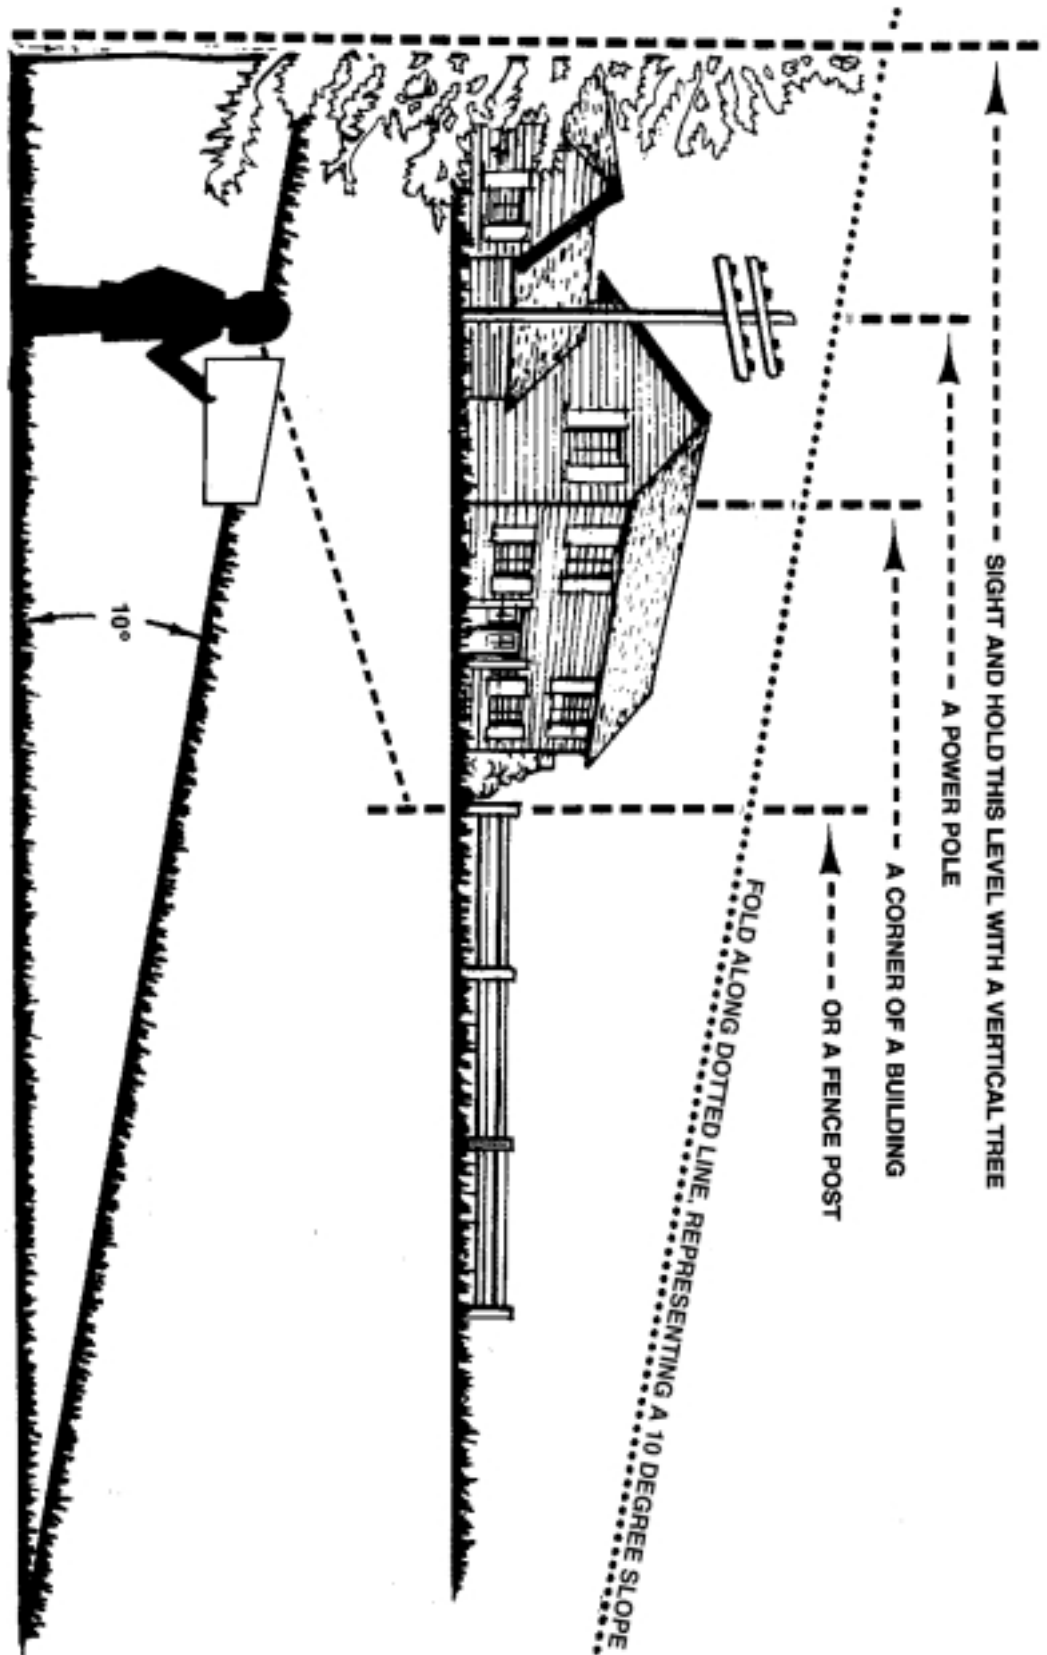 SIGHT AND HOLD THIS LEVEL WITH A VERTICAL TREE
A POWER POLE
A CORNER OF A BUILDING
OR A FENCE POST
FOLD ALONG DOTTED LINE, REPRESENTING A 10 DEGREE SLOPE
10°